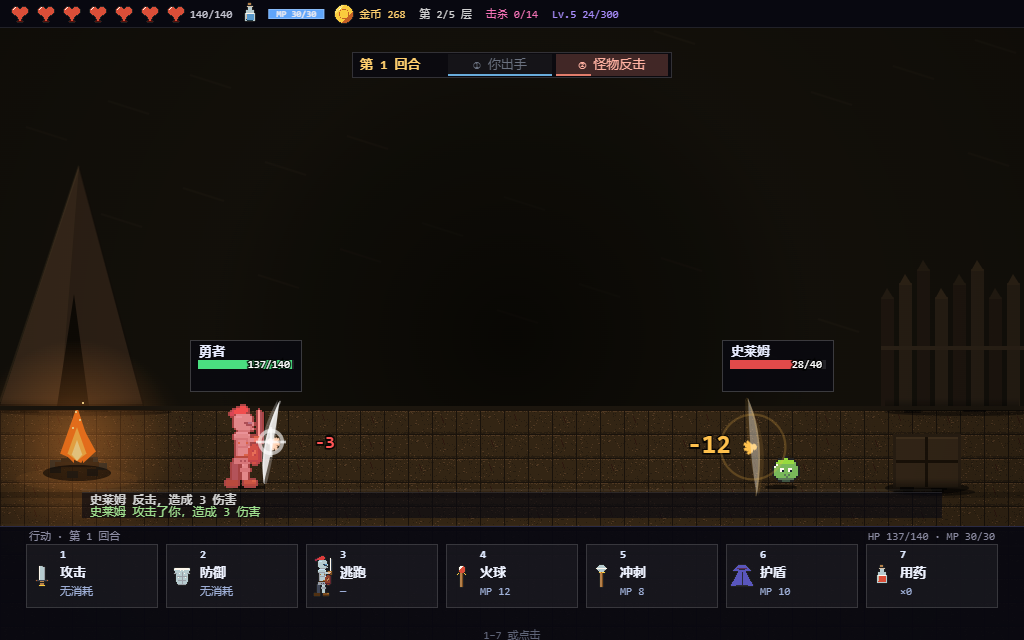 140/140 MP 30/30 金币 268 第 2/5 层 击杀 0/14 Lv.5 24/300
第 1 回合 你出手 怪物反击
勇者
137/140
史莱姆
28/40
-3
-12
史莱姆 反击，造成 3 伤害
史莱姆 攻击了你，造成 3 伤害
行动 · 第 1 回合
HP 137/140 · MP 30/30
1
攻击
无消耗
2
防御
无消耗
3
逃跑
—
4
火球
MP 12
5
冲刺
MP 8
6
护盾
MP 10
7
用药
×0
1-7 或点击